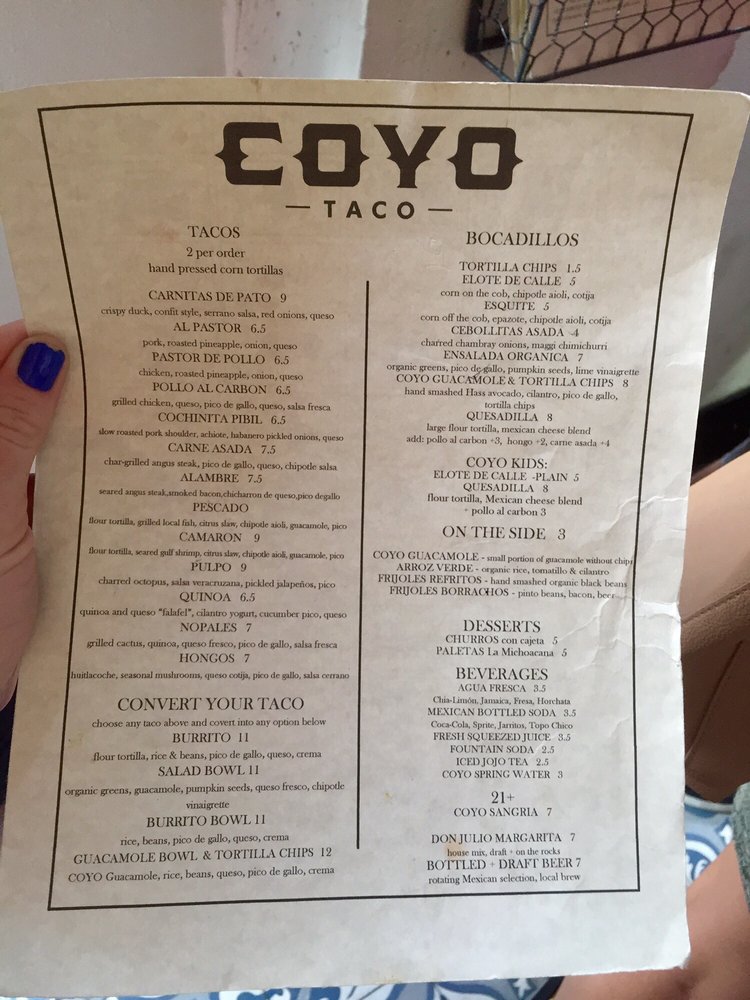 COYO
— TACO —
TACOS
2 per order
hand pressed corn tortillas
CARNITAS DE PATO 9
crispy duck, confit style, serrano salsa, red onions, queso
AL PASTOR 6.5
pork, roasted pineapple, onion, queso
PASTOR DE POLLO 6.5
chicken, roasted pineapple, onion, queso
POLLO AL CARBON 6.5
grilled chicken, queso, pico de gallo, queso, salsa fresca
COCHINITA PIBIL 6.5
slow roasted pork shoulder, achiote, habanero pickled onions, queso
CARNE ASADA 7.5
char-grilled angus steak, pico de gallo, queso, chipotle salsa
ALAMBRE 7.5
seared angus steak,smoked bacon,chicharron de queso,pico degallo
PESCADO
flour tortilla, grilled local fish, citrus slaw, chipotle aioli, guacamole, pico
CAMARON 9
flour tortilla, seared gulf shrimp, citrus slaw, chipotle aioli, guacamole, pico
PULPO 9
charred octopus, salsa veracruzana, pickled jalapeños, pico
QUINOA 6.5
quinoa and queso “falafel”, cilantro yogurt, cucumber pico, queso
NOPALES 7
grilled cactus, quinoa, queso fresco, pico de gallo, salsa fresca
HONGOS 7
huitlacoche, seasonal mushrooms, queso cotija, pico de gallo, salsa cerrano
CONVERT YOUR TACO
choose any taco above and covert into any option below
BURRITO 11
flour tortilla, rice & beans, pico de gallo, queso, crema
SALAD BOWL 11
organic greens, guacamole, pumpkin seeds, queso fresco, chipotle
vinaigrette
BURRITO BOWL 11
rice, beans, pico de gallo, queso, crema
GUACAMOLE BOWL & TORTILLA CHIPS 12
COYO Guacamole, rice, beans, queso, pico de gallo, crema
BOCADILLOS
TORTILLA CHIPS 1.5
ELOTE DE CALLE 5
corn on the cob, chipotle aioli, cotija
ESQUITE 5
corn off the cob, epazote, chipotle aioli, cotija
CEBOLLITAS ASADA 4
charred chambray onions, maggi chimichurri
ENSALADA ORGANICA 7
organic greens, pico de gallo, pumpkin seeds, lime vinaigrette
COYO GUACAMOLE & TORTILLA CHIPS 8
hand smashed Hass avocado, cilantro, pico de gallo,
tortilla chips
QUESADILLA 8
large flour tortilla, mexican cheese blend
add: pollo al carbon +3, hongo +2, carne asada +4
COYO KIDS:
ELOTE DE CALLE -PLAIN 5
QUESADILLA 8
flour tortilla, Mexican cheese blend
+ pollo al carbon 3
ON THE SIDE 3
COYO GUACAMOLE - small portion of guacamole without chips
ARROZ VERDE - organic rice, tomatillo & cilantro
FRIJOLES REFRITOS - hand smashed organic black beans
FRIJOLES BORRACHOS - pinto beans, bacon, beer
DESSERTS
CHURROS con cajeta 5
PALETAS La Michoacana 5
BEVERAGES
AGUA FRESCA 3.5
Chia-Limón, Jamaica, Fresa, Horchata
MEXICAN BOTTLED SODA 3.5
Coca-Cola, Sprite, Jarritos, Topo Chico
FRESH SQUEEZED JUICE 3.5
FOUNTAIN SODA 2.5
ICED JOJO TEA 2.5
COYO SPRING WATER 3
21+
COYO SANGRIA 7
DON JULIO MARGARITA 7
house mix, draft + on the rocks
BOTTLED + DRAFT BEER 7
rotating Mexican selection, local brew